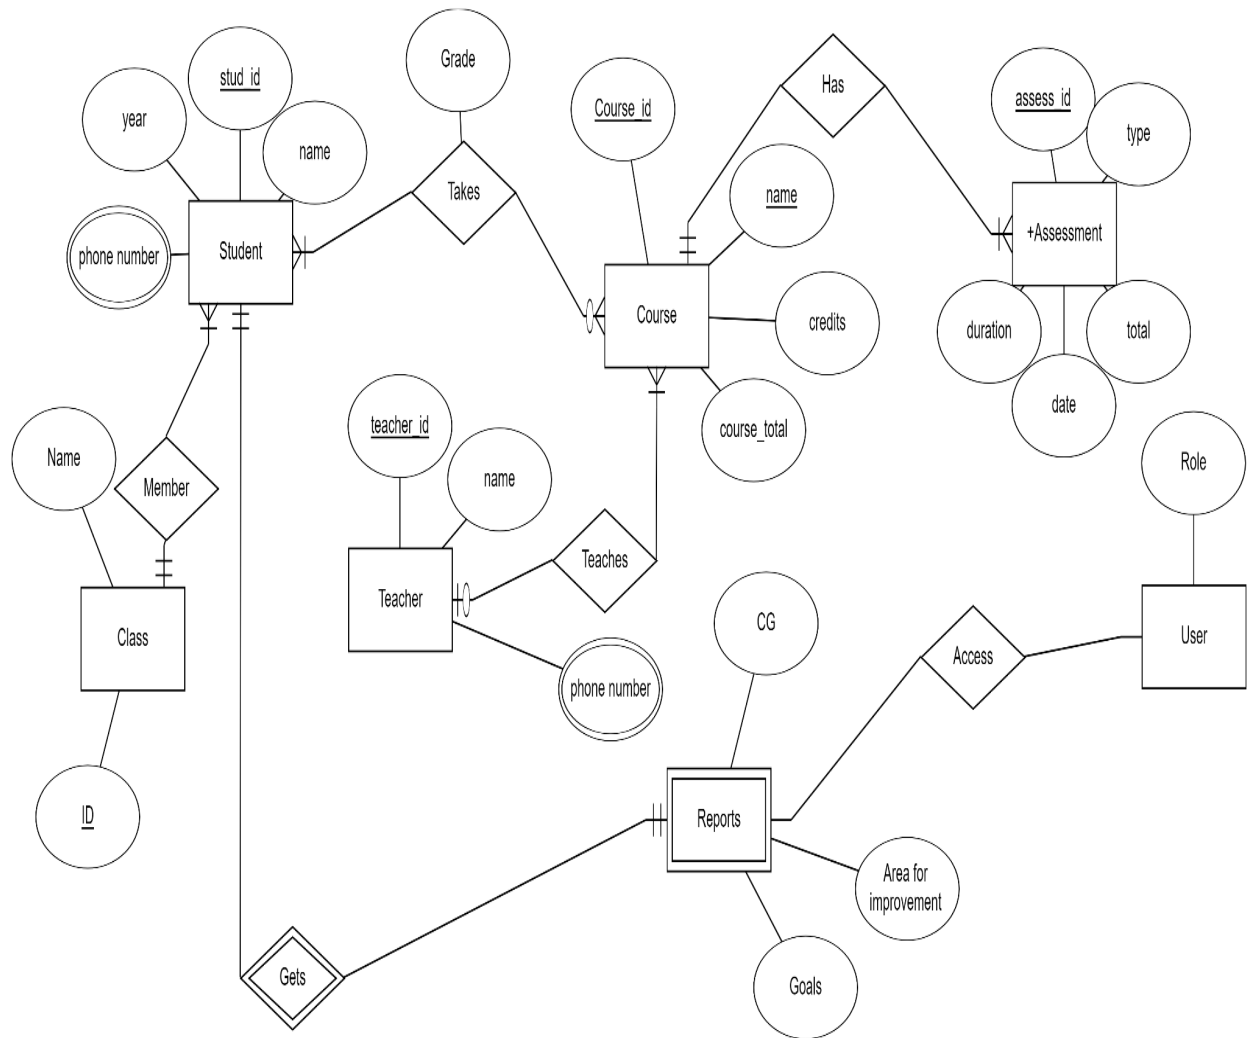 Grade
stud_id
Has
Course_id
assess_id
year
type
name
Takes
name
Student
phone number
+Assessment
Course
credits
duration
total
date
teacher_id
course_total
Name
Role
name
Member
Teaches
Teacher
CG
Class
User
Access
phone number
ID
Reports
Area for
improvement
Gets
Goals